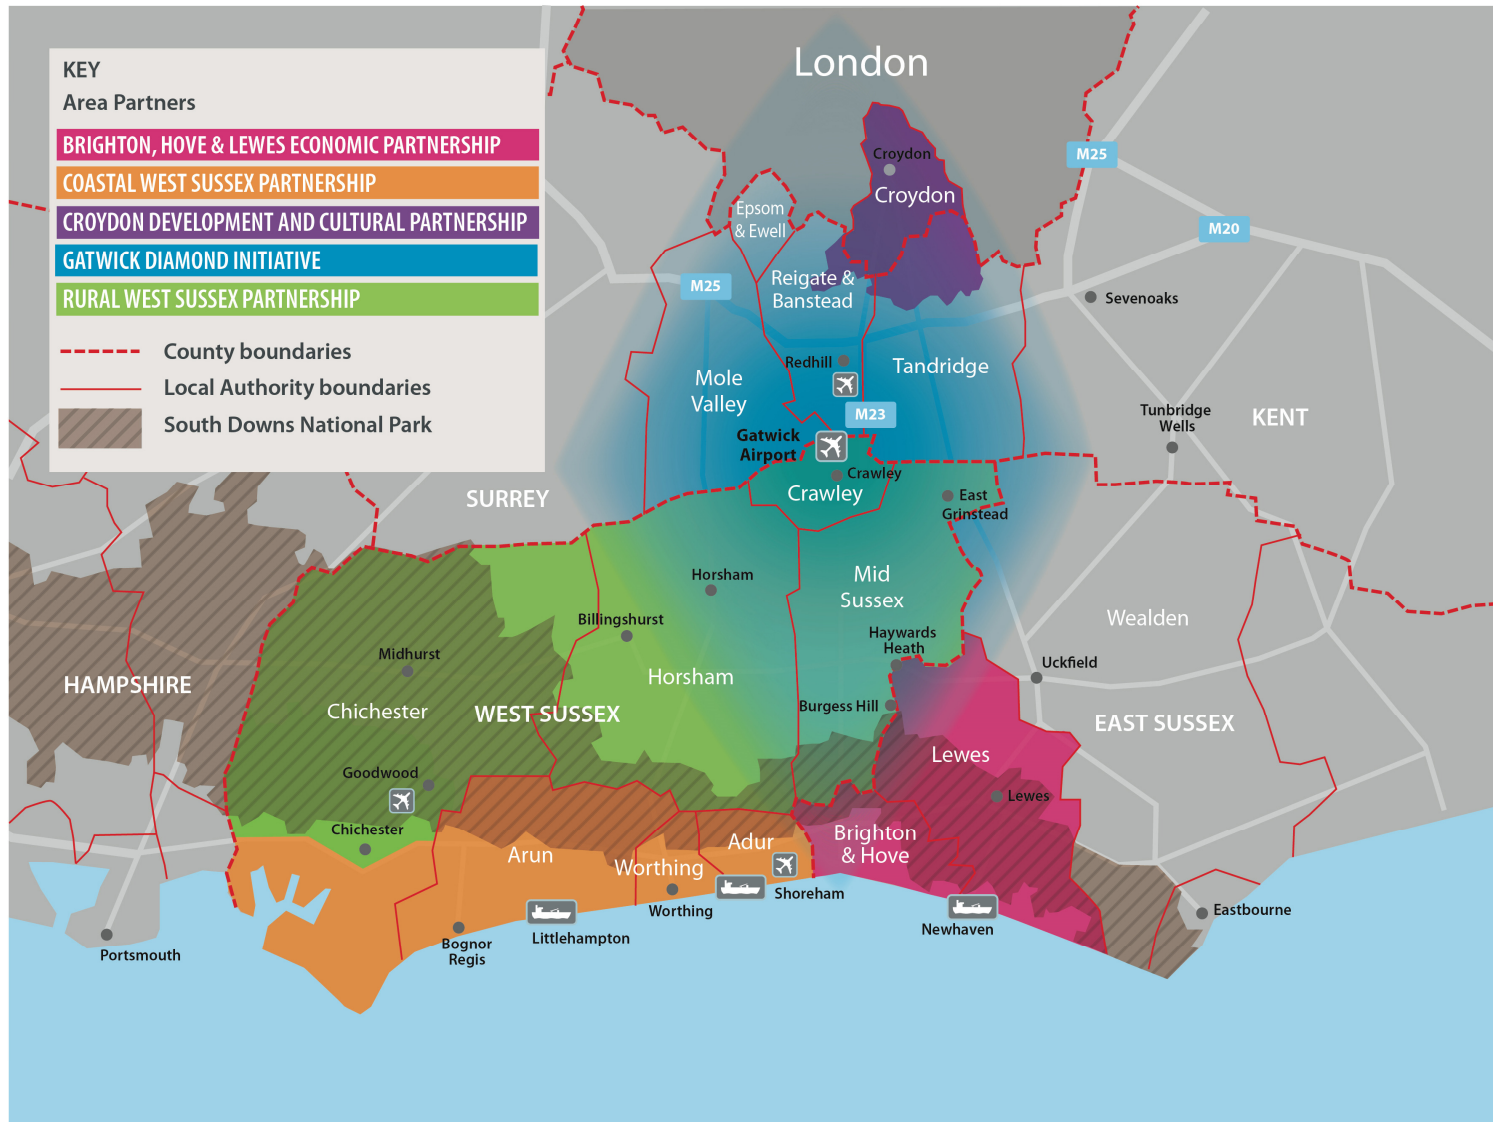 KEY
Area Partners
BRIGHTON, HOVE & LEWES ECONOMIC PARTNERSHIP
COASTAL WEST SUSSEX PARTNERSHIP
CROYDON DEVELOPMENT AND CULTURAL PARTNERSHIP
GATWICK DIAMOND INITIATIVE
RURAL WEST SUSSEX PARTNERSHIP
County boundaries
Local Authority boundaries
South Downs National Park
London
Croydon
Croydon
M25
M20
Epsom
& Ewell
Reigate &
Banstead
M25
Sevenoaks
Redhill
Tandridge
Mole
Valley
M23
Tunbridge
Wells
KENT
Gatwick
Airport
Crawley
Crawley
East
Grinstead
SURREY
Horsham
Mid
Sussex
Billingshurst
Haywards
Heath
Wealden
Midhurst
Uckfield
HAMPSHIRE
Horsham
Chichester
WEST SUSSEX
Burgess Hill
EAST SUSSEX
Lewes
Goodwood
Lewes
Chichester
Brighton
& Hove
Adur
Arun
Worthing
Shoreham
Worthing
Eastbourne
Newhaven
Littlehampton
Bognor
Regis
Portsmouth